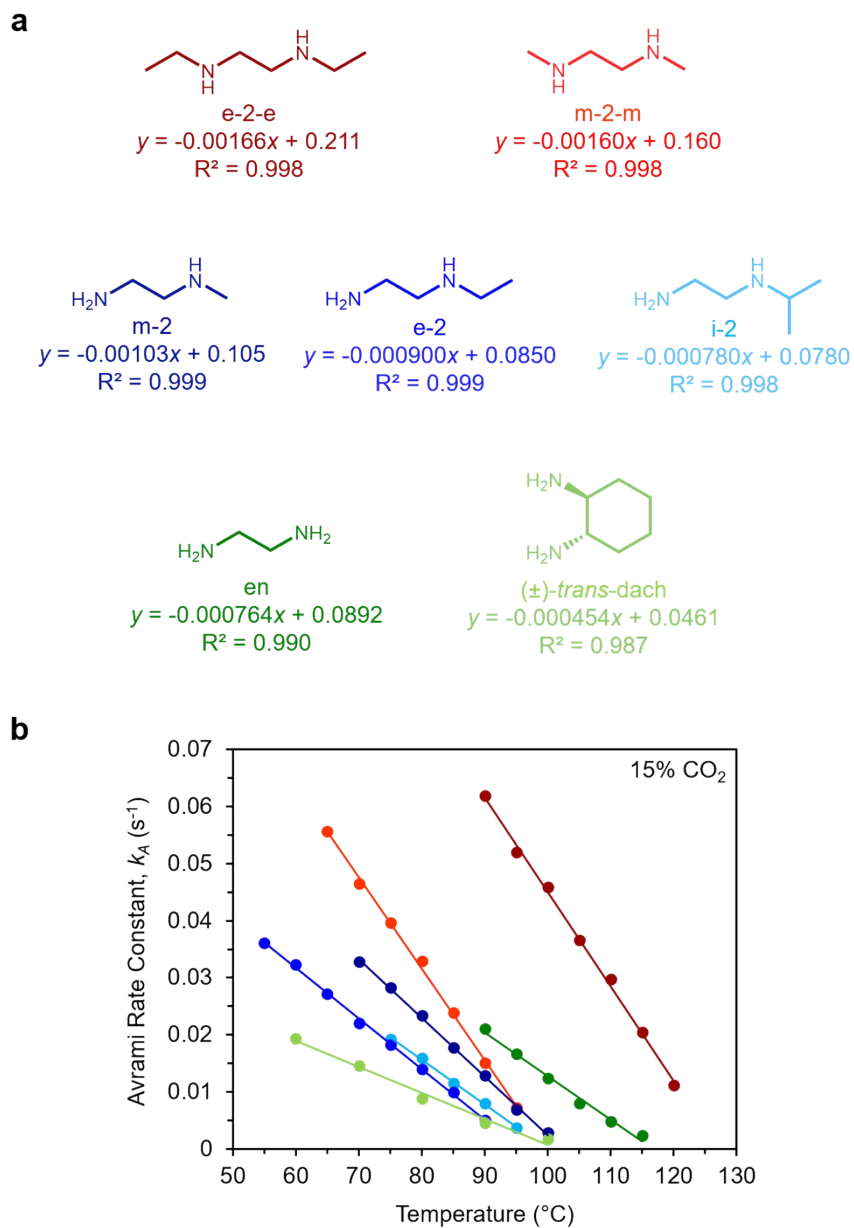 a
e-2-e
y = -0.00166x + 0.211
R² = 0.998
m-2-m
y = -0.00160x + 0.160
R² = 0.998
H₂N
H
N
m-2
y = -0.00103x + 0.105
R² = 0.999
e-2
y = -0.000900x + 0.0850
R² = 0.999
i-2
y = -0.000780x + 0.0780
R² = 0.998
H₂N
NH₂
en
y = -0.000764x + 0.0892
R² = 0.990
H₂N
H₂N
(±)-trans-dach
y = -0.000454x + 0.0461
R² = 0.987
b
15% CO₂
Avrami Rate Constant, kA (s⁻¹)
0.07
0.06
0.05
0.04
0.03
0.02
0.01
0
50 60 70 80 90 100 110 120 130
Temperature (°C)